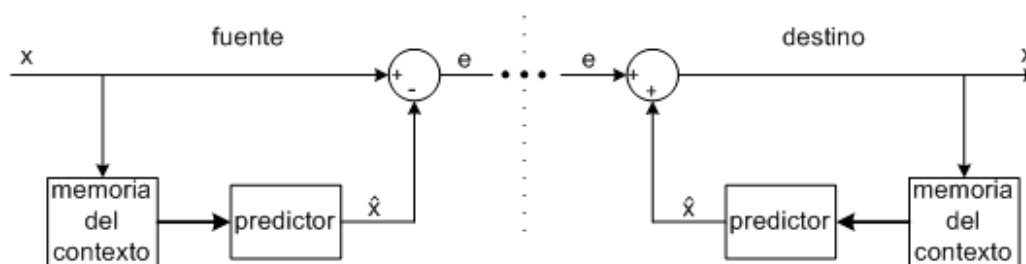 fuente
destino
x
e
e
x
+
-
+
+
memoria
del
contexto
predictor
x̂
x̂
predictor
memoria
del
contexto